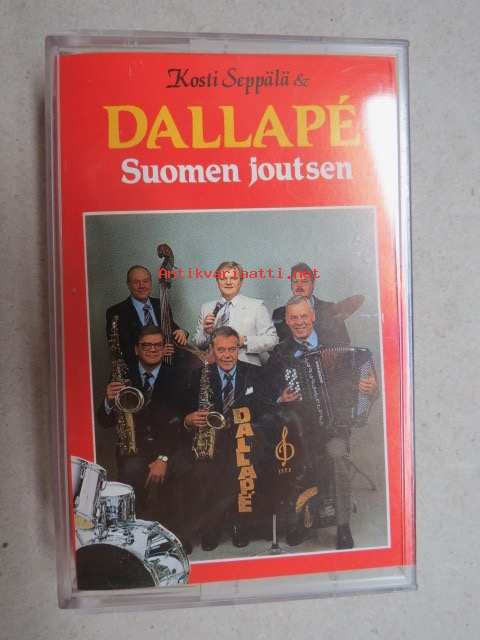 Kosti Seppälä &
DALLAPÉ
Suomen joutsen
Antikvariaatti.net
DALLAPÉ